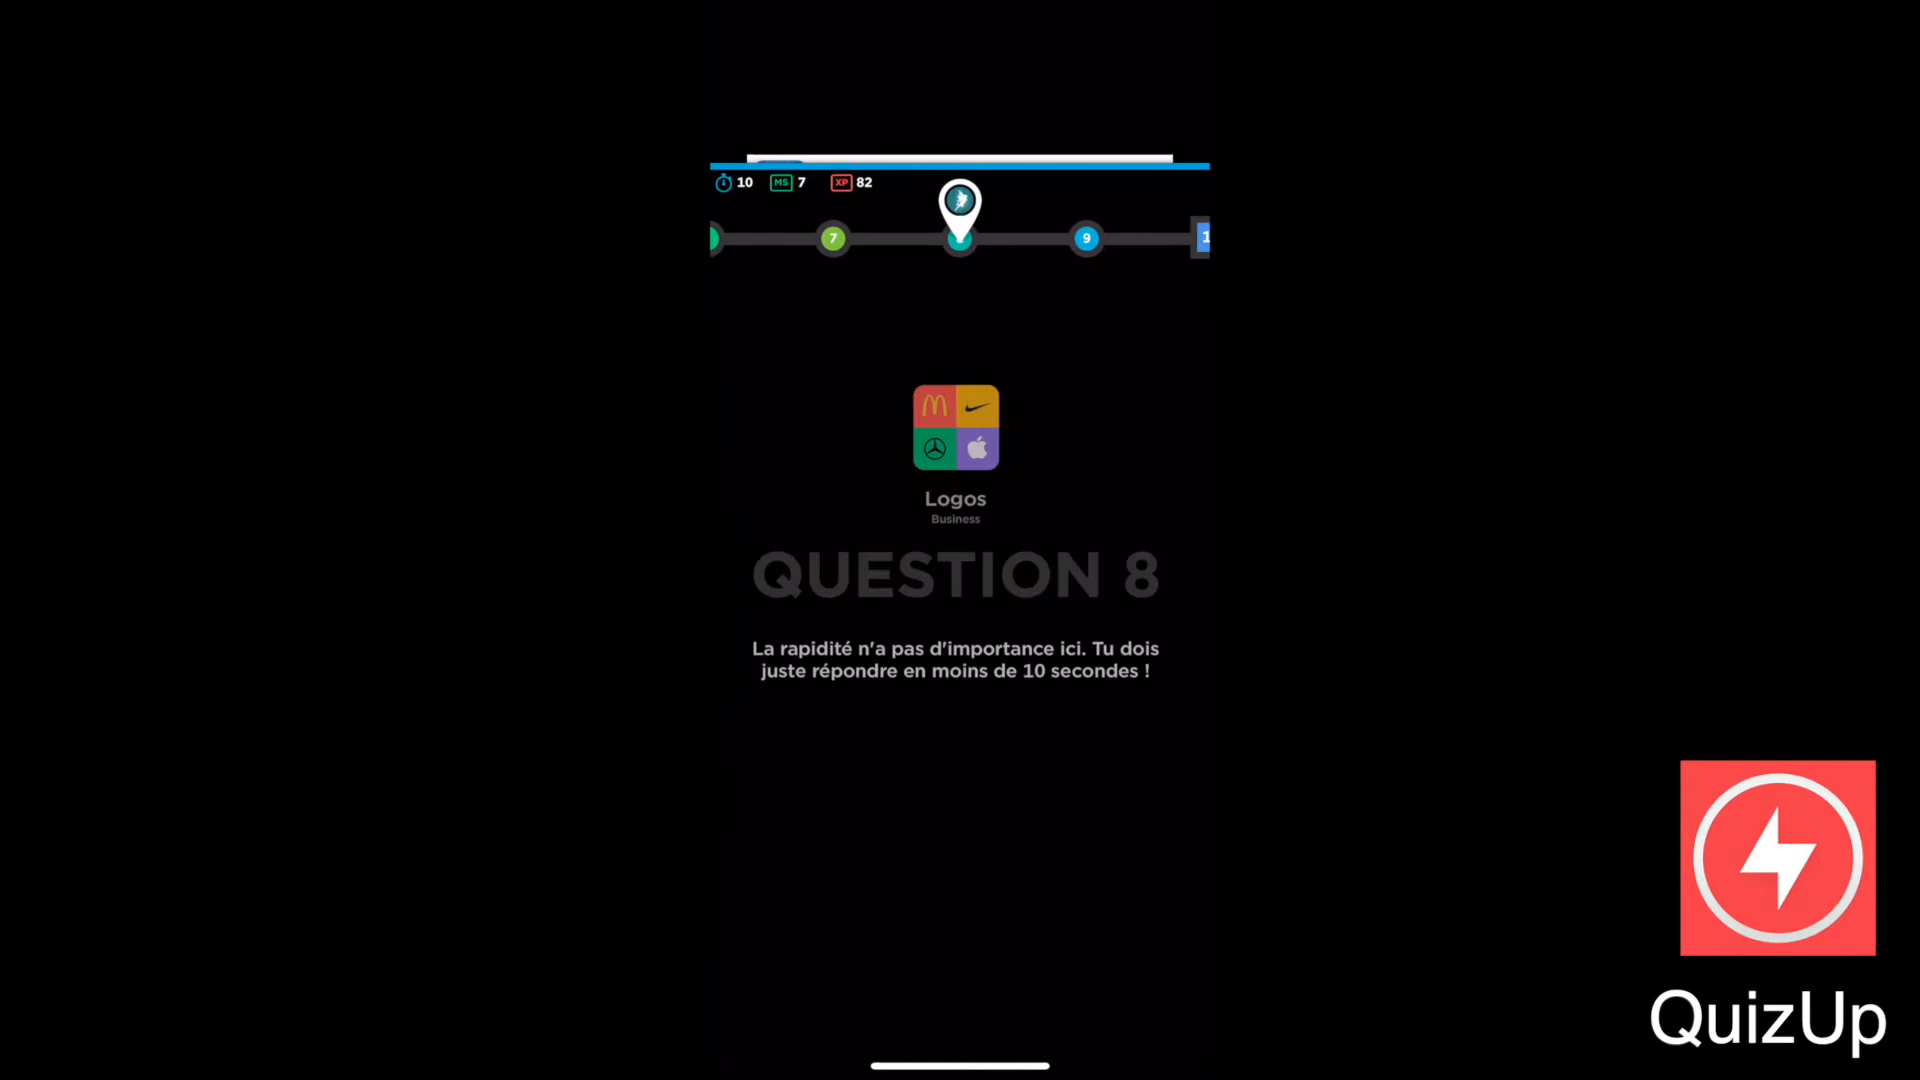 10 MS 7 XP 82
7 9 1
Logos
Business
QUESTION 8
La rapidité n'a pas d'importance ici. Tu dois
juste répondre en moins de 10 secondes !
QuizUp